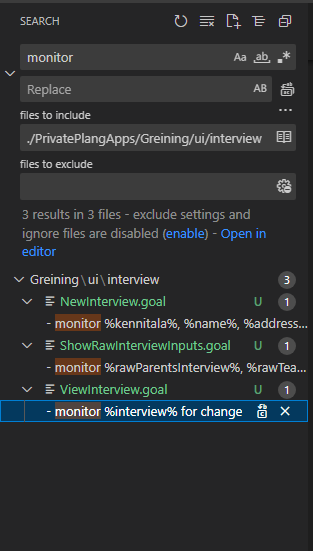 SEARCH
monitor
Aa
ab
Replace
AB
files to include
./PrivatePlangApps/Greining/ui/interview
files to exclude
3 results in 3 files - exclude settings and
ignore files are disabled (enable) - Open in
editor
Greining\ui\interview 3
NewInterview.goal U 1
- monitor %kennitala%, %name%, %address...
ShowRawInterviewInputs.goal U 1
- monitor %rawParentsInterview%, %rawTea...
ViewInterview.goal U 1
- monitor %interview% for change